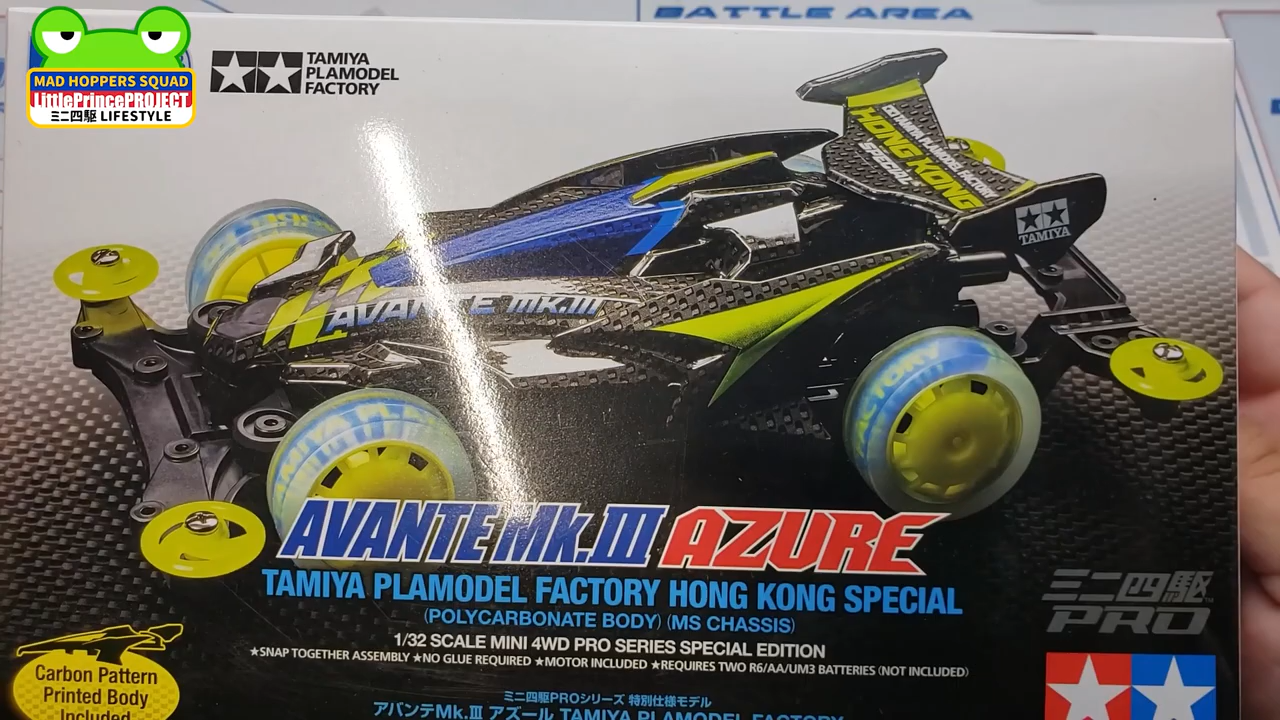 BATTLE AREA
MAD HOPPERS SQUAD
LittlePrincePROJECT
ミニ四駆 LIFESTYLE
TAMIYA
PLAMODEL
FACTORY
HONG KONG
SPECIAL
TAMIYA
AVANTE MK.III
FACTORY
TAMIYA PLA
AVANTE Mk.III AZURE
TAMIYA PLAMODEL FACTORY HONG KONG SPECIAL
(POLYCARBONATE BODY) (MS CHASSIS)
1/32 SCALE MINI 4WD PRO SERIES SPECIAL EDITION
★SNAP TOGETHER ASSEMBLY ★NO GLUE REQUIRED ★MOTOR INCLUDED ★REQUIRES TWO R6/AA/UM3 BATTERIES (NOT INCLUDED)
ミニ四駆PROシリーズ 特別仕様モデル
アバンテMk.III アズール TAMIYA PLAMODEL FACTORY
ミニ四駆
PRO
Carbon Pattern
Printed Body
Included